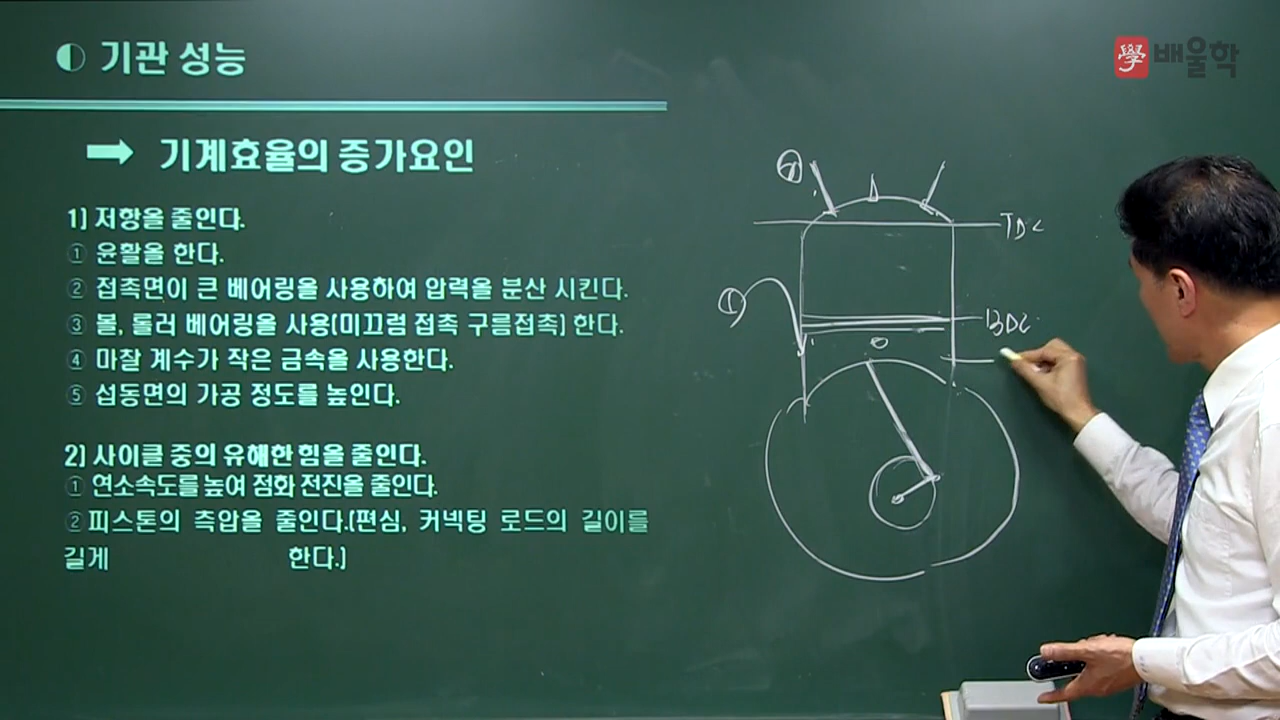 기관 성능
學 배울학
기계효율의 증가요인
1) 저항을 줄인다.
① 윤활을 한다.
② 접촉면이 큰 베어링을 사용하여 압력을 분산 시킨다.
③ 볼, 롤러 베어링을 사용(미끄럼 접촉 구름접촉) 한다.
④ 마찰 계수가 작은 금속을 사용한다.
⑤ 섭동면의 가공 정도를 높인다.
2) 사이클 중의 유해한 힘을 줄인다.
① 연소속도를 높여 점화 전진을 줄인다.
② 피스톤의 측압을 줄인다.(편심, 커넥팅 로드의 길이를
길게 한다.)
TDC
①
BDC